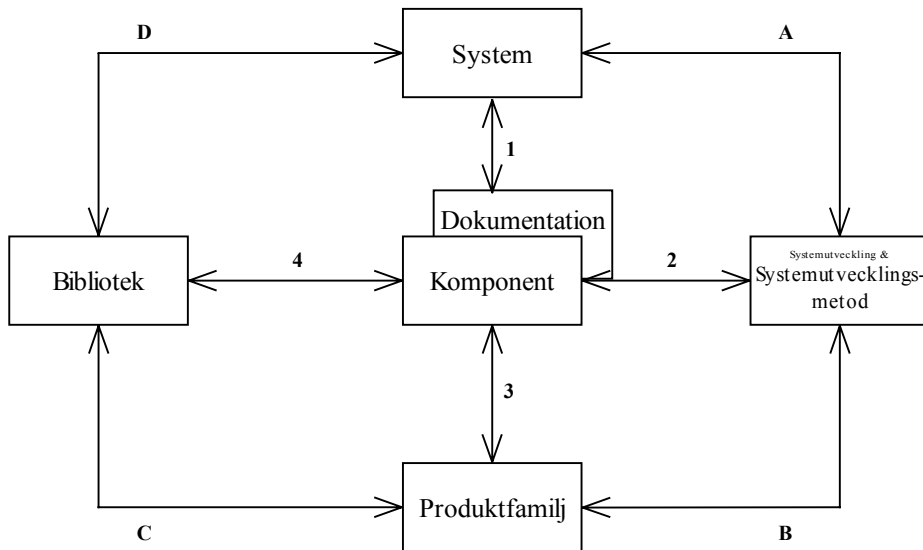 D
A
System
1
Dokumentation
Bibliotek
4
Komponent
2
Systemutveckling &
Systemutvecklings-
metod
3
Produktfamilj
C
B